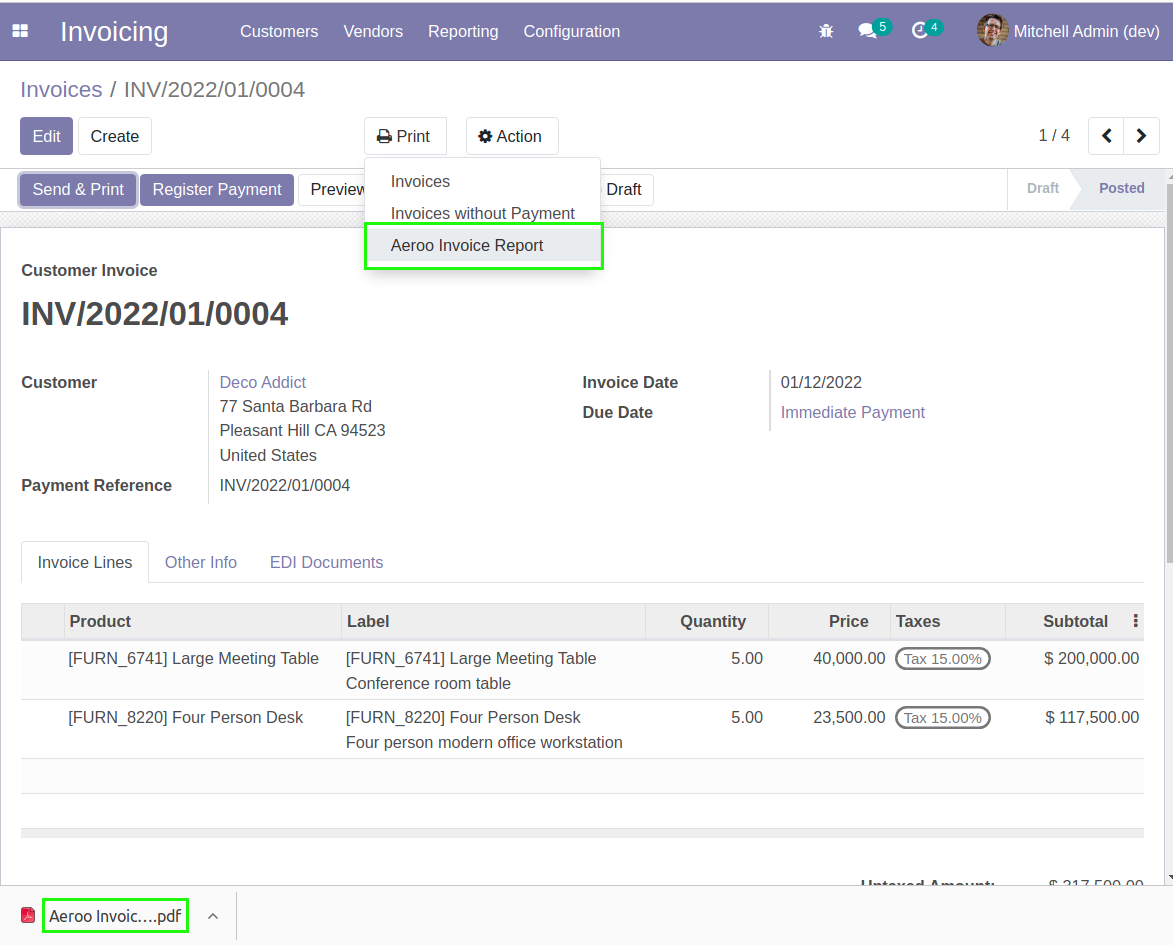 Invoicing Customers Vendors Reporting Configuration 5 4 Mitchell Admin (dev)
Invoices / INV/2022/01/0004
Edit Create Print Action 1 / 4
Send & Print Register Payment Preview Draft Draft Posted
Invoices
Invoices without Payment
Aeroo Invoice Report
Customer Invoice
INV/2022/01/0004
Customer Deco Addict Invoice Date 01/12/2022
77 Santa Barbara Rd Due Date Immediate Payment
Pleasant Hill CA 94523
United States
Payment Reference INV/2022/01/0004
Invoice Lines Other Info EDI Documents
Product Label Quantity Price Taxes Subtotal
[FURN_6741] Large Meeting Table [FURN_6741] Large Meeting Table 5.00 40,000.00 Tax 15.00% $ 200,000.00
Conference room table
[FURN_8220] Four Person Desk [FURN_8220] Four Person Desk 5.00 23,500.00 Tax 15.00% $ 117,500.00
Four person modern office workstation
Untaxed Amount: $ 317,500.00
Aeroo Invoic….pdf